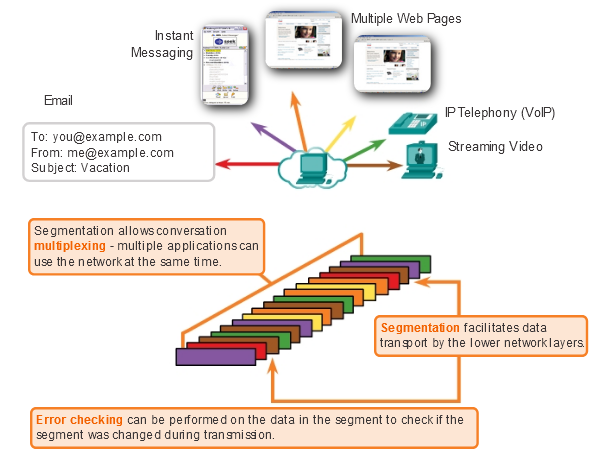 Multiple Web Pages
Instant
Messaging
Email
To: you@example.com
From: me@example.com
Subject: Vacation
IP Telephony (VoIP)
Streaming Video
Segmentation allows conversation
multiplexing - multiple applications can
use the network at the same time.
Segmentation facilitates data
transport by the lower network layers.
Error checking can be performed on the data in the segment to check if the
segment was changed during transmission.